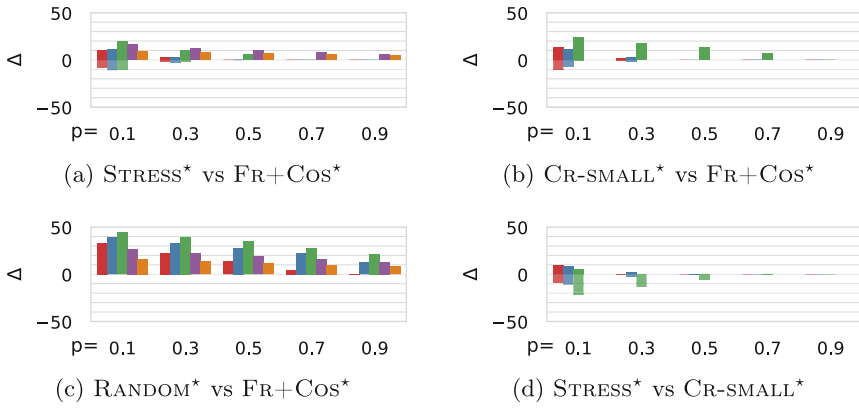 50
Δ
0
−50
p= 0.1 0.3 0.5 0.7 0.9
(a) STRESS* vs FR+COS*
50
Δ
0
−50
p= 0.1 0.3 0.5 0.7 0.9
(b) CR-SMALL* vs FR+COS*
50
Δ
0
−50
p= 0.1 0.3 0.5 0.7 0.9
(c) RANDOM* vs FR+COS*
50
Δ
0
−50
p= 0.1 0.3 0.5 0.7 0.9
(d) STRESS* vs CR-SMALL*